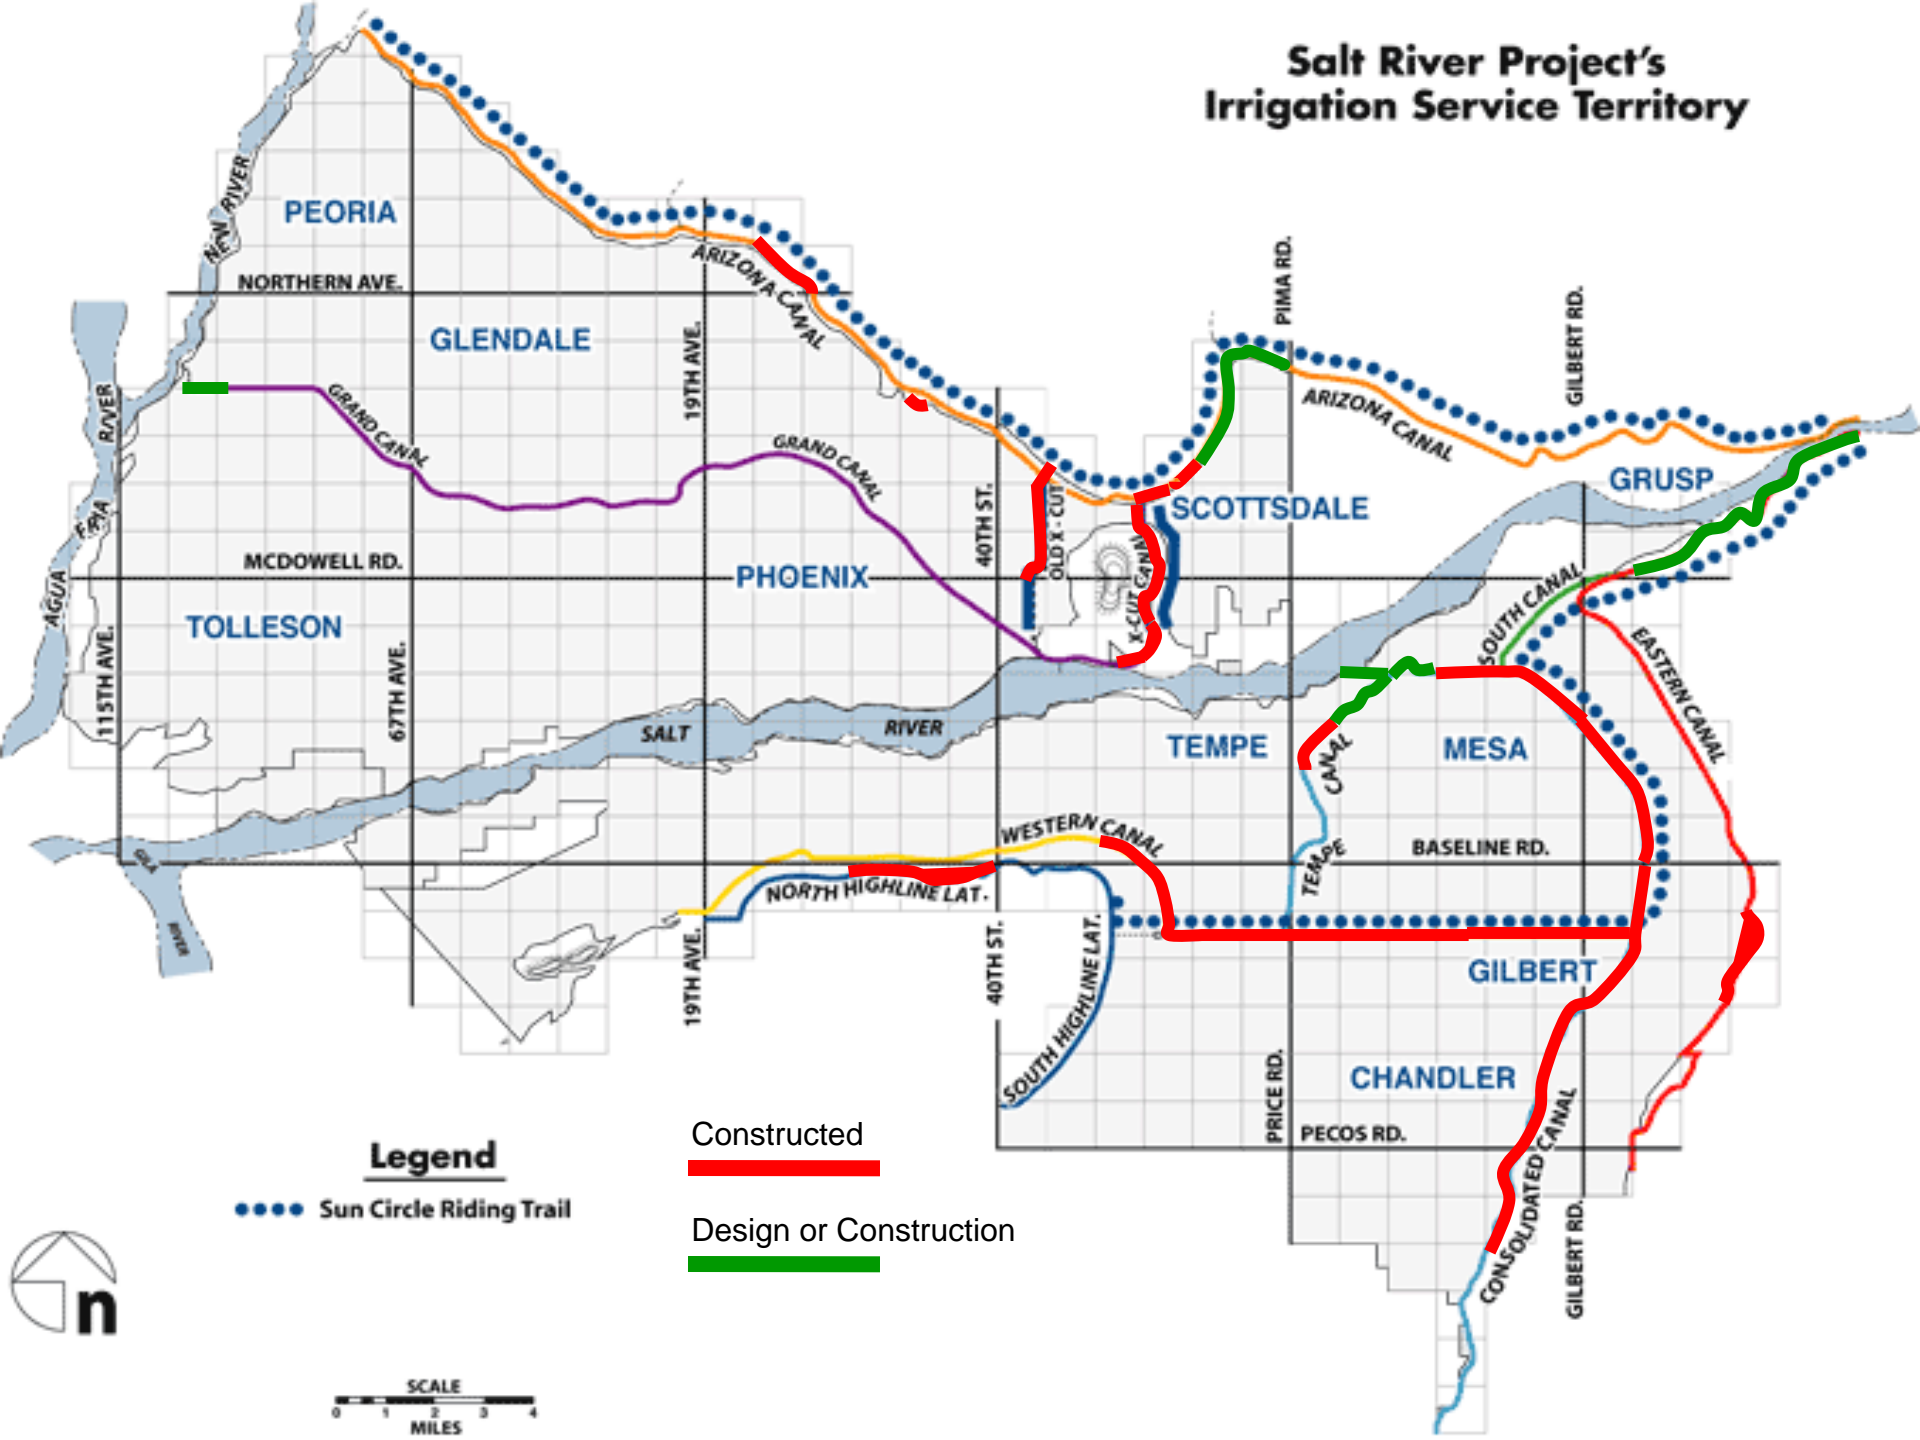 Salt River Project's
Irrigation Service Territory
NEW RIVER
PEORIA
NORTHERN AVE.
ARIZONA CANAL
PIMA RD.
GILBERT RD.
GLENDALE
19TH AVE.
GRAND CANAL
GRAND CANAL
ARIZONA CANAL
RIVER
GRUSP
SCOTTSDALE
40TH ST.
OLD X-CUT
X-CUT CANAL
MCDOWELL RD.
PHOENIX
AGUA
FRIA
TOLLESON
SOUTH CANAL
EASTERN CANAL
115TH AVE.
67TH AVE.
SALT
RIVER
TEMPE
CANAL
MESA
WESTERN CANAL
TEMPE
BASELINE RD.
GILA
RIVER
NORTH HIGHLINE LAT.
19TH AVE.
40TH ST.
SOUTH HIGHLINE LAT.
GILBERT
CHANDLER
PRICE RD.
PECOS RD.
CONSOLIDATED CANAL
GILBERT RD.
Constructed
Legend
Sun Circle Riding Trail
Design or Construction
n
SCALE
0 1 2 3 4
MILES